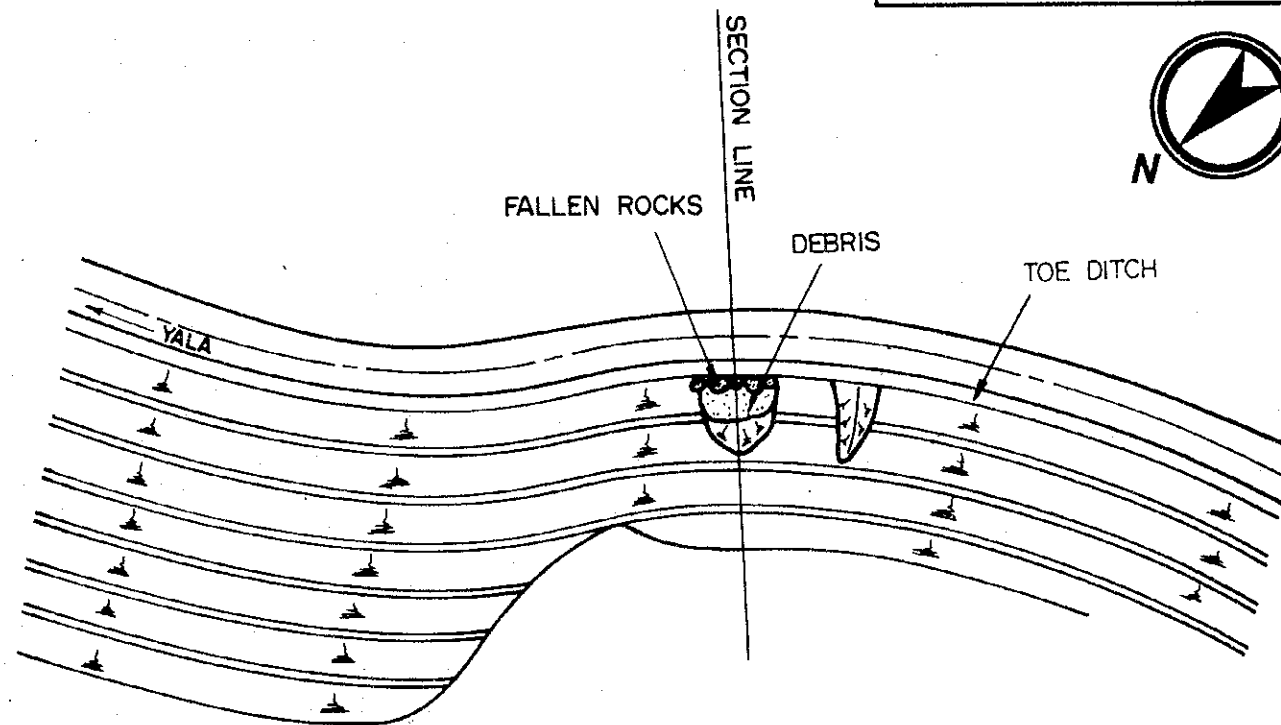 SECTION LINE
N
FALLEN ROCKS
DEBRIS
TOE DITCH
YALA